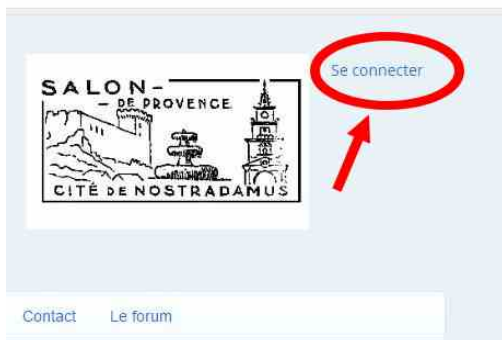 Se connecter
SALON-
- DE PROVENCE
CITÉ DE NOSTRADAMUS
Contact Le forum